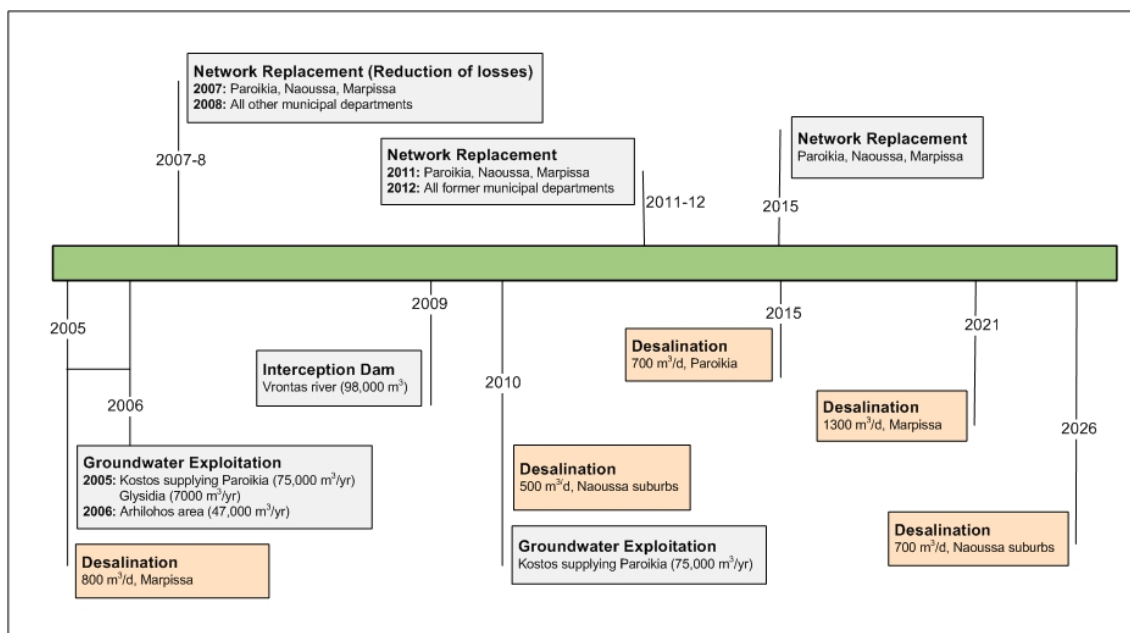 Network Replacement (Reduction of losses)
2007: Paroikia, Naoussa, Marpissa
2008: All other municipal departments
2007-8
Network Replacement
2011: Paroikia, Naoussa, Marpissa
2012: All former municipal departments
2011-12
Network Replacement
Paroikia, Naoussa, Marpissa
2015
2005
2006
Groundwater Exploitation
2005: Kostos supplying Paroikia (75,000 m³/yr)
Glysidia (7000 m³/yr)
2006: Arhilohos area (47,000 m³/yr)
Desalination
800 m³/d, Marpissa
2009
Interception Dam
Vrontas river (98,000 m³)
2010
Desalination
500 m³/d, Naoussa suburbs
Groundwater Exploitation
Kostos supplying Paroikia (75,000 m³/yr)
2015
Desalination
700 m³/d, Paroikia
2021
Desalination
1300 m³/d, Marpissa
2026
Desalination
700 m³/d, Naoussa suburbs